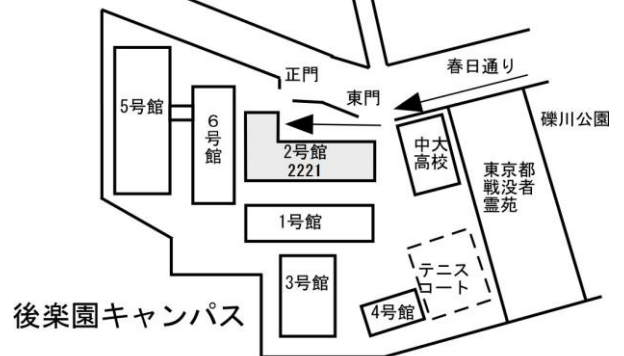 正門
東門
春日通り
礫川公園
5号館
6号館
2号館
2221
中大
高校
東京都
戦没者
霊苑
1号館
3号館
テニス
コート
4号館
後楽園キャンパス